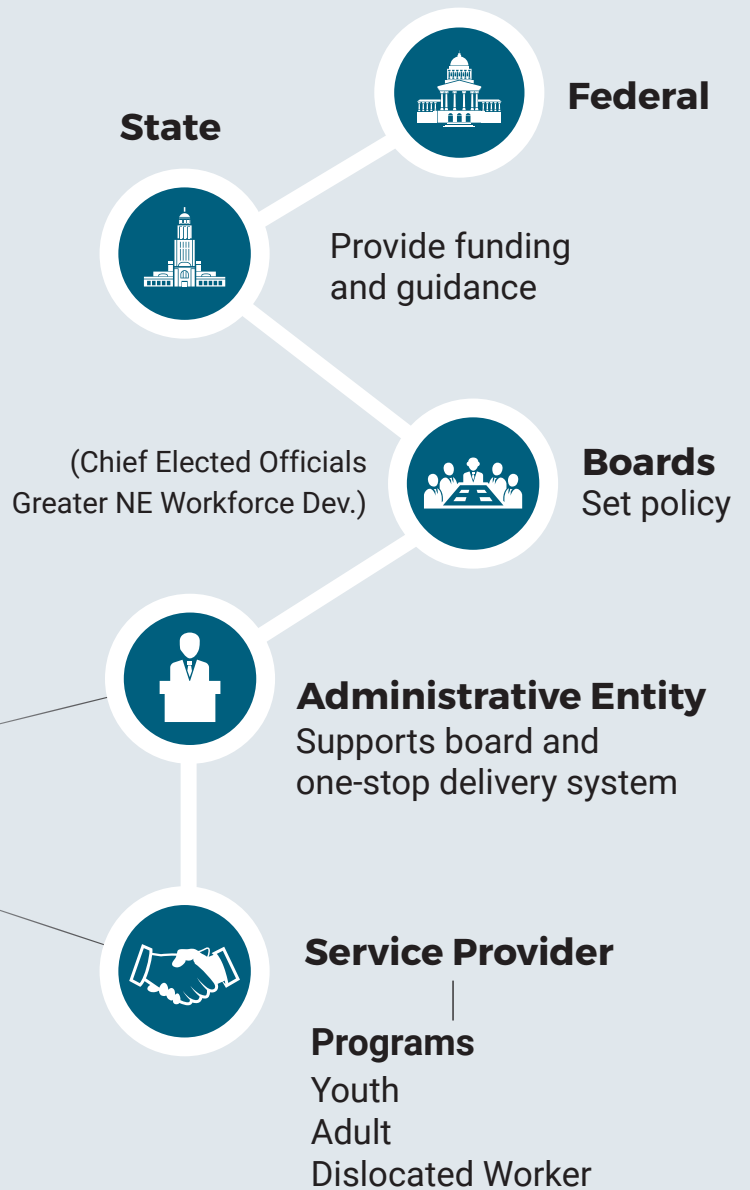 Federal
State
Provide funding
and guidance
(Chief Elected Officials
Greater NE Workforce Dev.)
Boards
Set policy
Administrative Entity
Supports board and
one-stop delivery system
Service Provider
Programs
Youth
Adult
Dislocated Worker